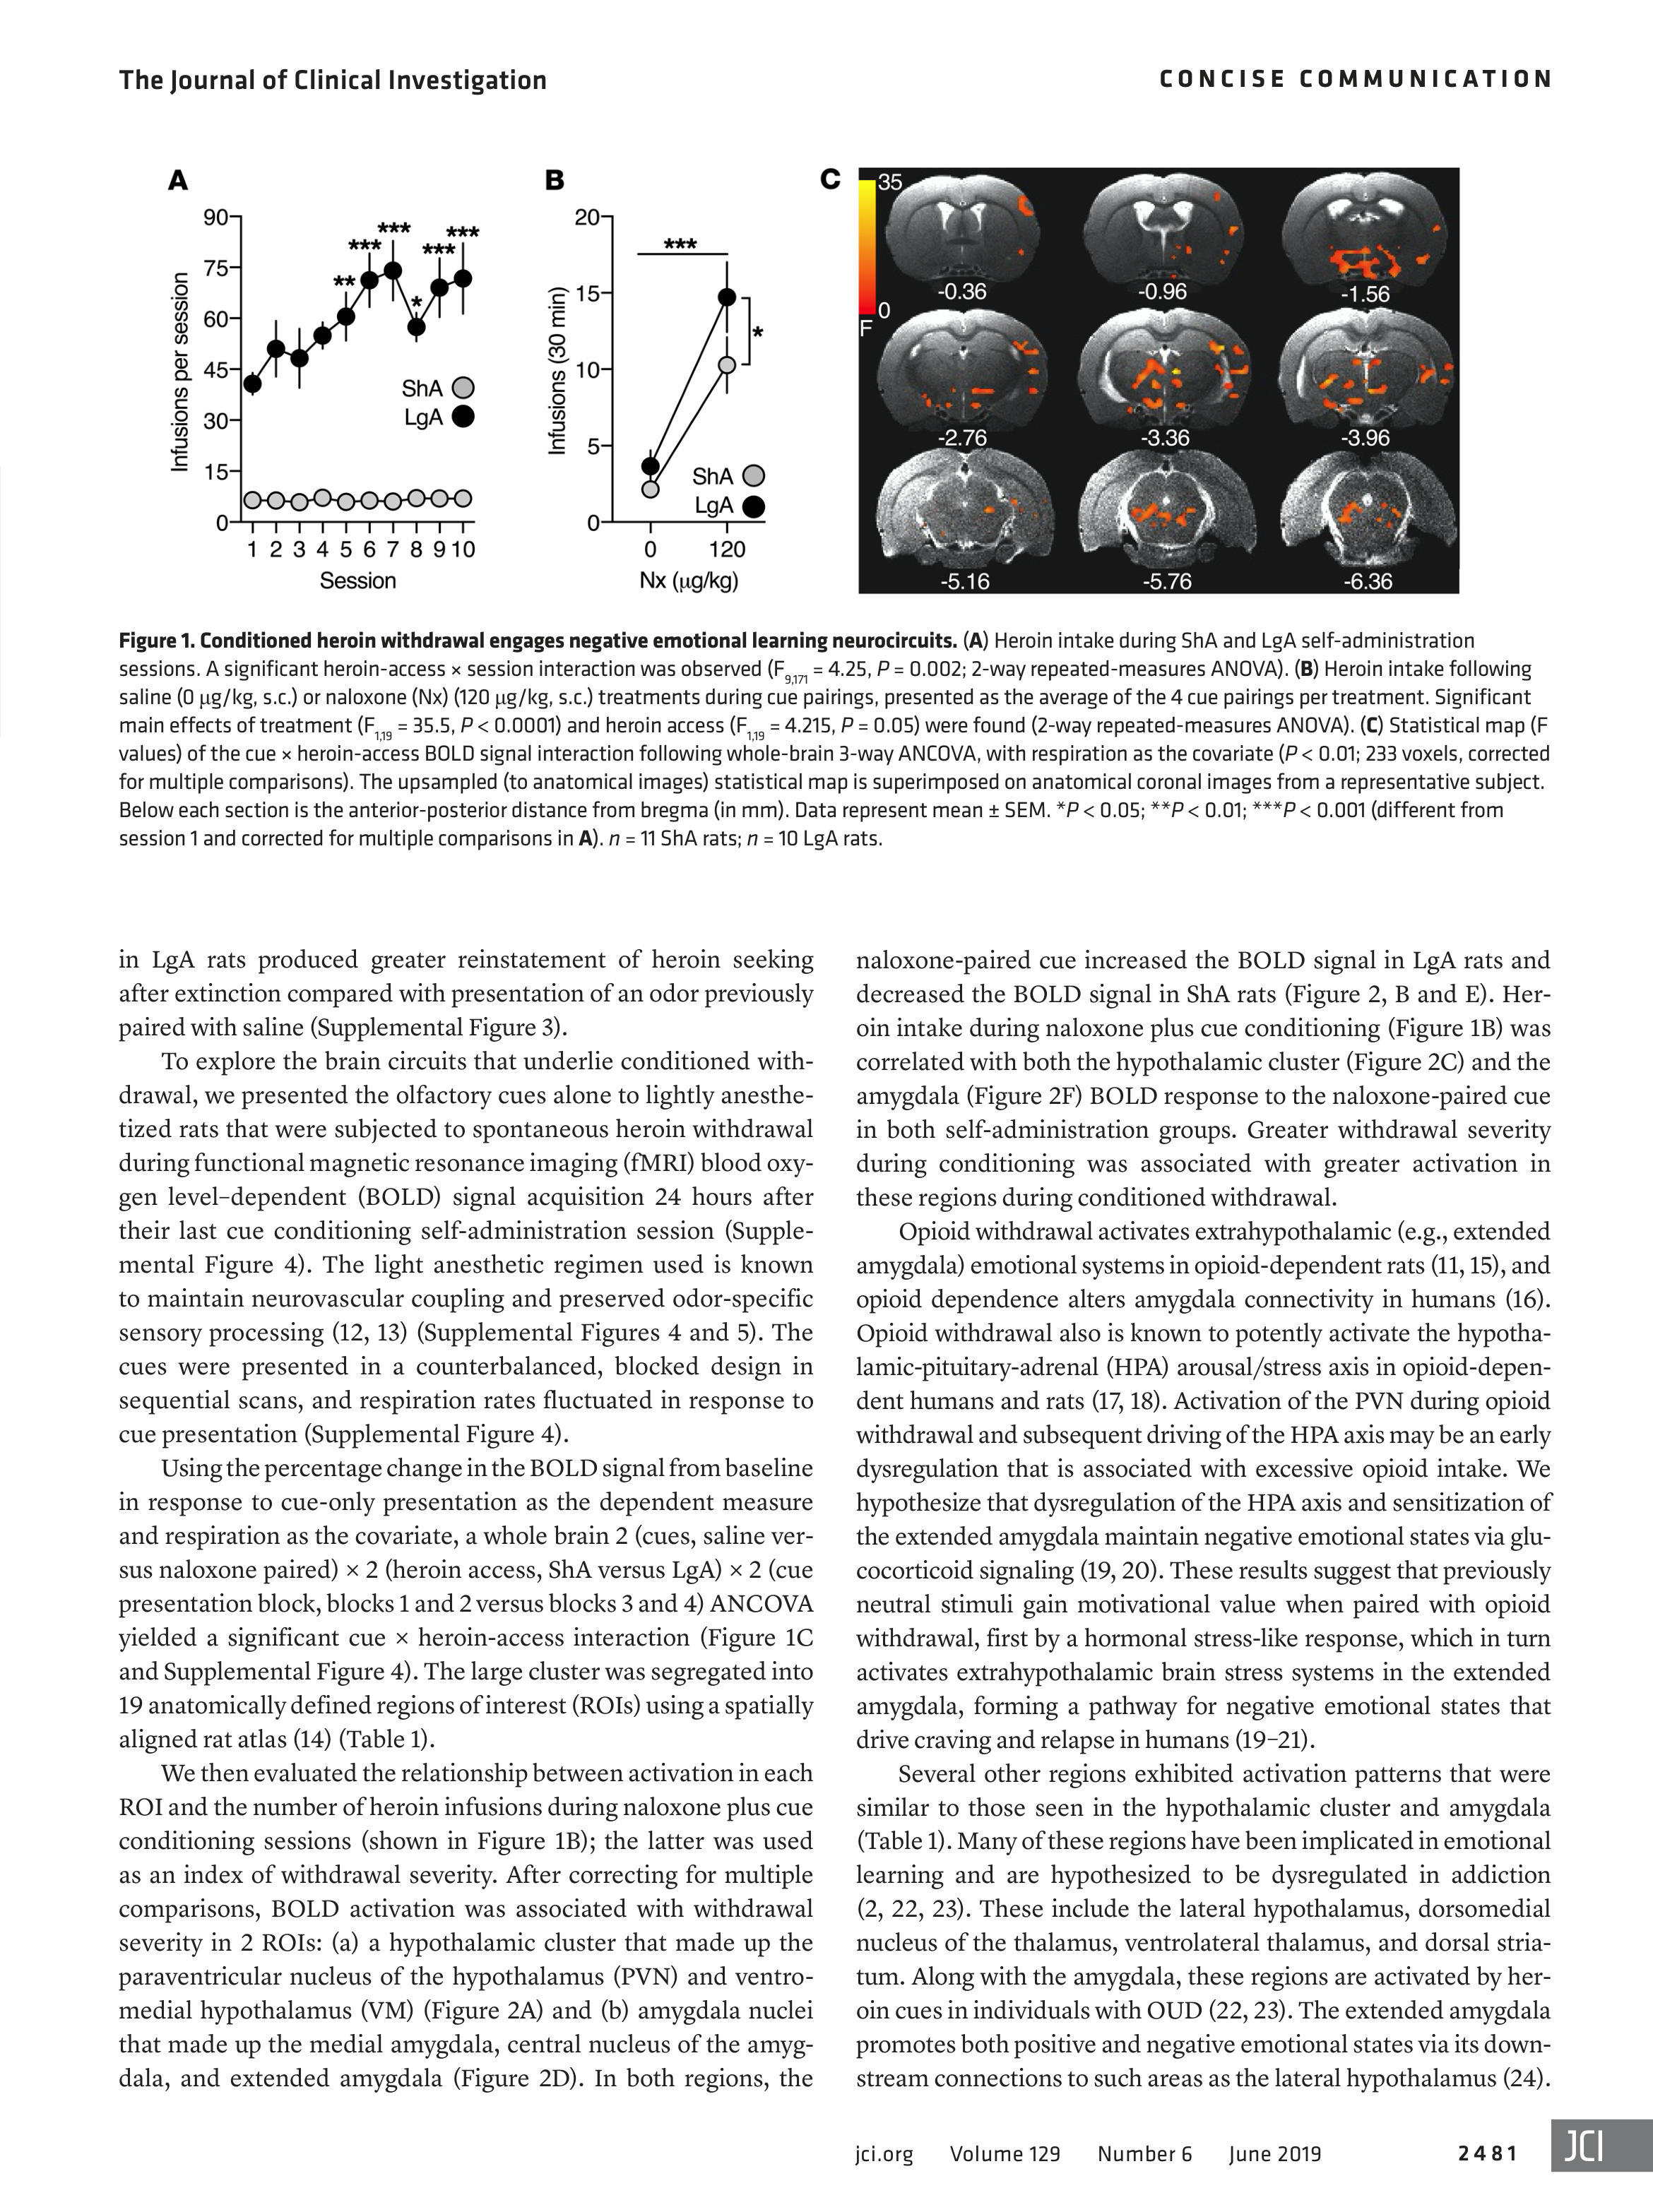 The Journal of Clinical Investigation
CONCISE COMMUNICATION
A
90
75
60
45
30
15
0
Infusions per session
***
***
***
***
**
*
ShA
LgA
1 2 3 4 5 6 7 8 9 10
Session
B
20
15
10
5
0
Infusions (30 min)
***
*
ShA
LgA
0 120
Nx (µg/kg)
C
35
0
F
-0.36 -0.96 -1.56
-2.76 -3.36 -3.96
-5.16 -5.76 -6.36
Figure 1. Conditioned heroin withdrawal engages negative emotional learning neurocircuits. (A) Heroin intake during ShA and LgA self-administration
sessions. A significant heroin-access × session interaction was observed (F9,171 = 4.25, P = 0.002; 2-way repeated-measures ANOVA). (B) Heroin intake following
saline (0 µg/kg, s.c.) or naloxone (Nx) (120 µg/kg, s.c.) treatments during cue pairings, presented as the average of the 4 cue pairings per treatment. Significant
main effects of treatment (F1,19 = 35.5, P < 0.0001) and heroin access (F1,19 = 4.215, P = 0.05) were found (2-way repeated-measures ANOVA). (C) Statistical map (F
values) of the cue × heroin-access BOLD signal interaction following whole-brain 3-way ANCOVA, with respiration as the covariate (P < 0.01; 233 voxels, corrected
for multiple comparisons). The upsampled (to anatomical images) statistical map is superimposed on anatomical coronal images from a representative subject.
Below each section is the anterior-posterior distance from bregma (in mm). Data represent mean ± SEM. *P < 0.05; **P < 0.01; ***P < 0.001 (different from
session 1 and corrected for multiple comparisons in A). n = 11 ShA rats; n = 10 LgA rats.
in LgA rats produced greater reinstatement of heroin seeking
after extinction compared with presentation of an odor previously
paired with saline (Supplemental Figure 3).
To explore the brain circuits that underlie conditioned with-
drawal, we presented the olfactory cues alone to lightly anesthe-
tized rats that were subjected to spontaneous heroin withdrawal
during functional magnetic resonance imaging (fMRI) blood oxy-
gen level–dependent (BOLD) signal acquisition 24 hours after
their last cue conditioning self-administration session (Supple-
mental Figure 4). The light anesthetic regimen used is known
to maintain neurovascular coupling and preserved odor-specific
sensory processing (12, 13) (Supplemental Figures 4 and 5). The
cues were presented in a counterbalanced, blocked design in
sequential scans, and respiration rates fluctuated in response to
cue presentation (Supplemental Figure 4).
Using the percentage change in the BOLD signal from baseline
in response to cue-only presentation as the dependent measure
and respiration as the covariate, a whole brain 2 (cues, saline ver-
sus naloxone paired) × 2 (heroin access, ShA versus LgA) × 2 (cue
presentation block, blocks 1 and 2 versus blocks 3 and 4) ANCOVA
yielded a significant cue × heroin-access interaction (Figure 1C
and Supplemental Figure 4). The large cluster was segregated into
19 anatomically defined regions of interest (ROIs) using a spatially
aligned rat atlas (14) (Table 1).
We then evaluated the relationship between activation in each
ROI and the number of heroin infusions during naloxone plus cue
conditioning sessions (shown in Figure 1B); the latter was used
as an index of withdrawal severity. After correcting for multiple
comparisons, BOLD activation was associated with withdrawal
severity in 2 ROIs: (a) a hypothalamic cluster that made up the
paraventricular nucleus of the hypothalamus (PVN) and ventro-
medial hypothalamus (VM) (Figure 2A) and (b) amygdala nuclei
that made up the medial amygdala, central nucleus of the amyg-
dala, and extended amygdala (Figure 2D). In both regions, the
naloxone-paired cue increased the BOLD signal in LgA rats and
decreased the BOLD signal in ShA rats (Figure 2, B and E). Her-
oin intake during naloxone plus cue conditioning (Figure 1B) was
correlated with both the hypothalamic cluster (Figure 2C) and the
amygdala (Figure 2F) BOLD response to the naloxone-paired cue
in both self-administration groups. Greater withdrawal severity
during conditioning was associated with greater activation in
these regions during conditioned withdrawal.
Opioid withdrawal activates extrahypothalamic (e.g., extended
amygdala) emotional systems in opioid-dependent rats (11, 15), and
opioid dependence alters amygdala connectivity in humans (16).
Opioid withdrawal also is known to potently activate the hypotha-
lamic-pituitary-adrenal (HPA) arousal/stress axis in opioid-depen-
dent humans and rats (17, 18). Activation of the PVN during opioid
withdrawal and subsequent driving of the HPA axis may be an early
dysregulation that is associated with excessive opioid intake. We
hypothesize that dysregulation of the HPA axis and sensitization of
the extended amygdala maintain negative emotional states via glu-
cocorticoid signaling (19, 20). These results suggest that previously
neutral stimuli gain motivational value when paired with opioid
withdrawal, first by a hormonal stress-like response, which in turn
activates extrahypothalamic brain stress systems in the extended
amygdala, forming a pathway for negative emotional states that
drive craving and relapse in humans (19–21).
Several other regions exhibited activation patterns that were
similar to those seen in the hypothalamic cluster and amygdala
(Table 1). Many of these regions have been implicated in emotional
learning and are hypothesized to be dysregulated in addiction
(2, 22, 23). These include the lateral hypothalamus, dorsomedial
nucleus of the thalamus, ventrolateral thalamus, and dorsal stria-
tum. Along with the amygdala, these regions are activated by her-
oin cues in individuals with OUD (22, 23). The extended amygdala
promotes both positive and negative emotional states via its down-
stream connections to such areas as the lateral hypothalamus (24).
jci.org Volume 129 Number 6 June 2019
2481
JCI